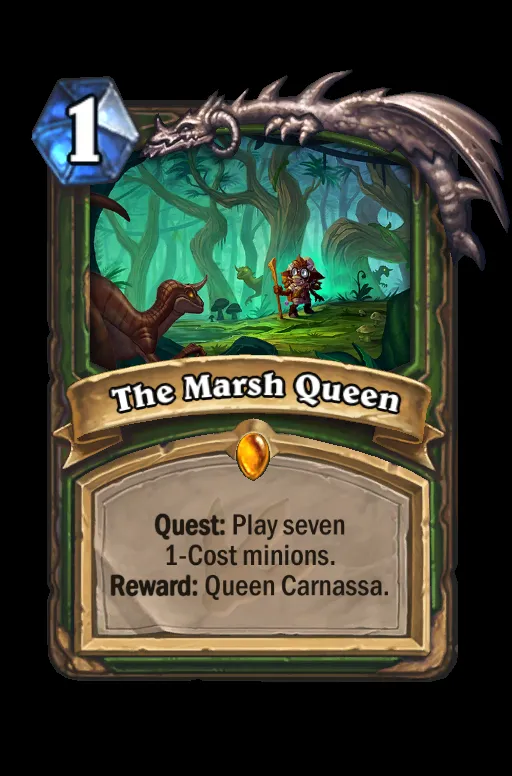 1
The Marsh Queen
Quest: Play seven
1-Cost minions.
Reward: Queen Carnassa.